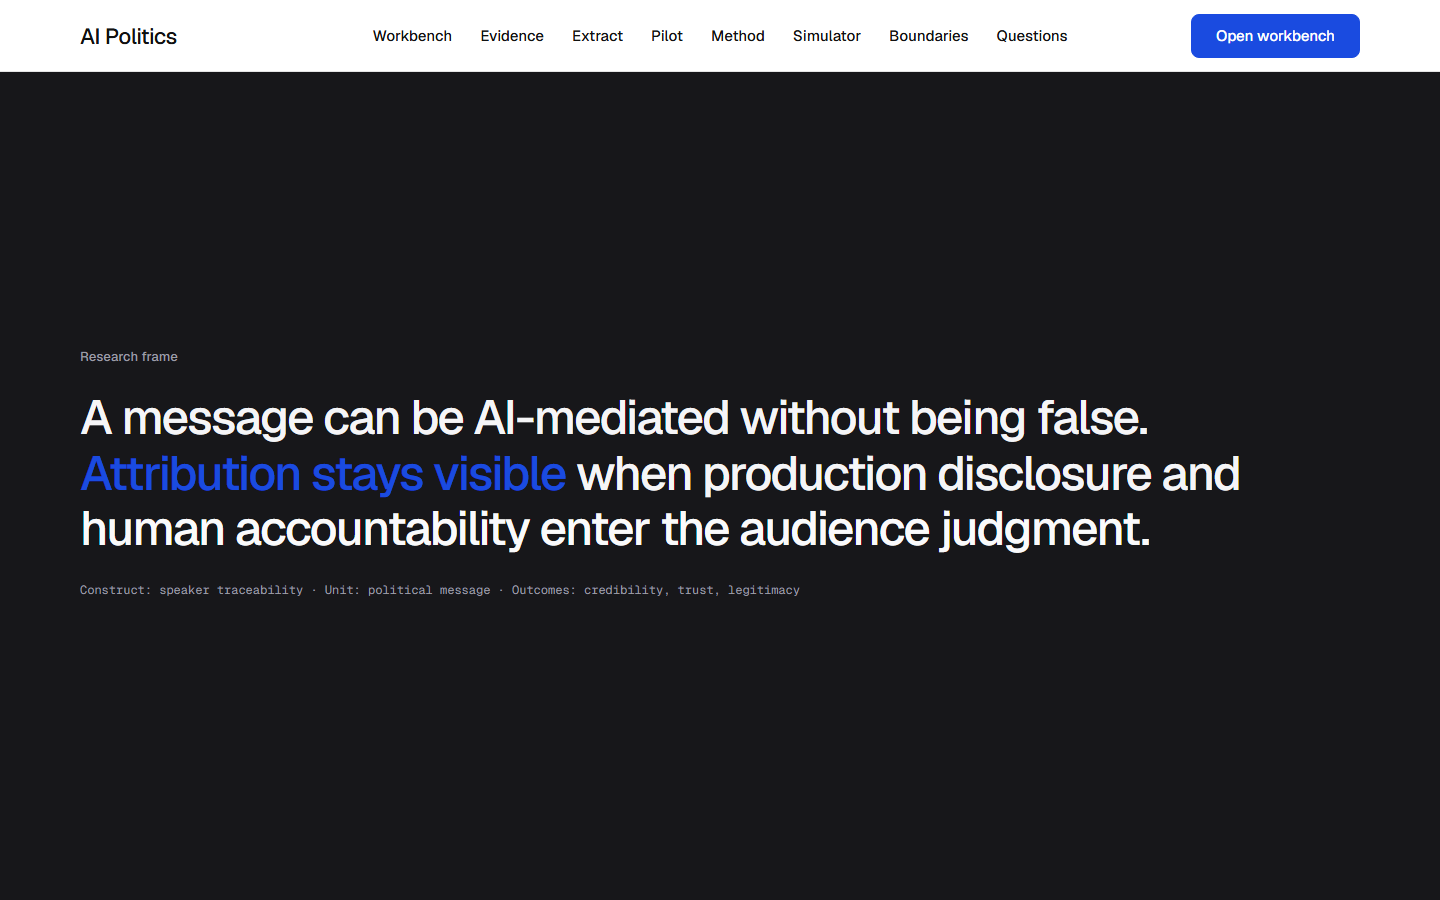 AI Politics
Workbench Evidence Extract Pilot Method Simulator Boundaries Questions
Open workbench
Research frame
A message can be AI-mediated without being false.
Attribution stays visible when production disclosure and
human accountability enter the audience judgment.
Construct: speaker traceability · Unit: political message · Outcomes: credibility, trust, legitimacy